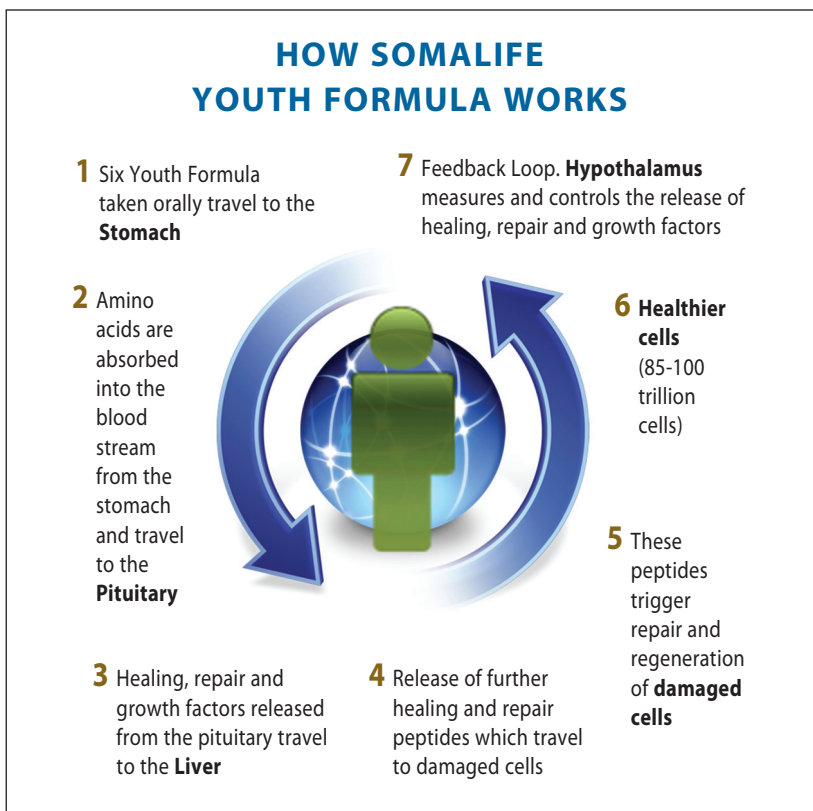 HOW SOMALIFE
YOUTH FORMULA WORKS
1 Six Youth Formula
taken orally travel to the
Stomach
2 Amino
acids are
absorbed
into the
blood
stream
from the
stomach
and travel
to the
Pituitary
3 Healing, repair and
growth factors released
from the pituitary travel
to the Liver
4 Release of further
healing and repair
peptides which travel
to damaged cells
5 These
peptides
trigger
repair and
regeneration
of damaged
cells
6 Healthier
cells
(85-100
trillion
cells)
7 Feedback Loop. Hypothalamus
measures and controls the release of
healing, repair and growth factors